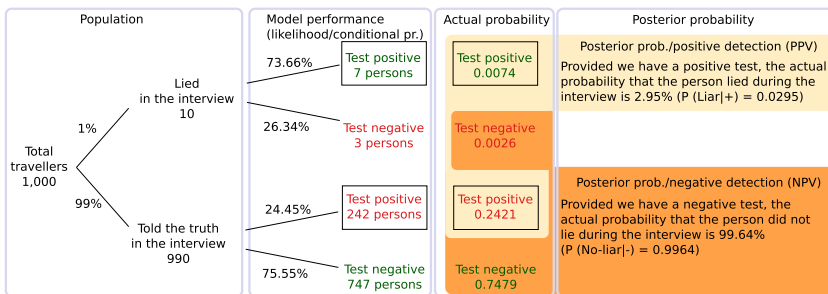 Population
Total
travellers
1,000
1%
99%
Lied
in the interview
10
Told the truth
in the interview
990
Model performance
(likelihood/conditional pr.)
73.66%
Test positive
7 persons
26.34%
Test negative
3 persons
24.45%
Test positive
242 persons
75.55%
Test negative
747 persons
Actual probability
Test positive
0.0074
Test negative
0.0026
Test positive
0.2421
Test negative
0.7479
Posterior probability
Posterior prob./positive detection (PPV)
Provided we have a positive test, the actual
probability that the person lied during the
interview is 2.95% (P (Liar|+) = 0.0295)
Posterior prob./negative detection (NPV)
Provided we have a negative test, the
actual probability that the person did not
lie during the interview is 99.64%
(P (No-liar|-) = 0.9964)